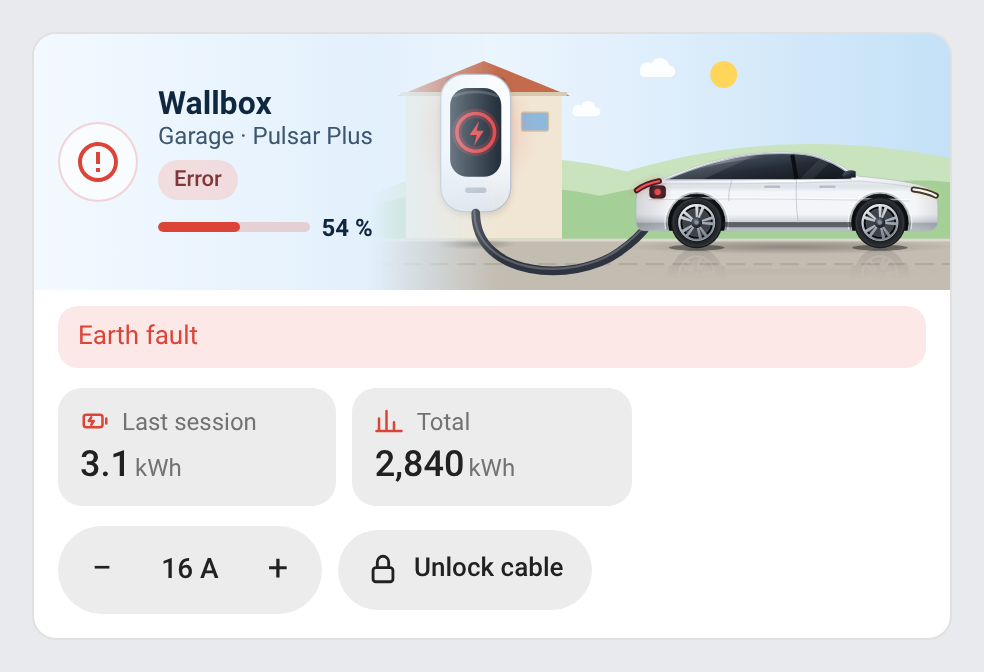 Wallbox
Garage · Pulsar Plus
Error
54 %
Earth fault
Last session
3.1 kWh
Total
2,840 kWh
− 16 A +
Unlock cable